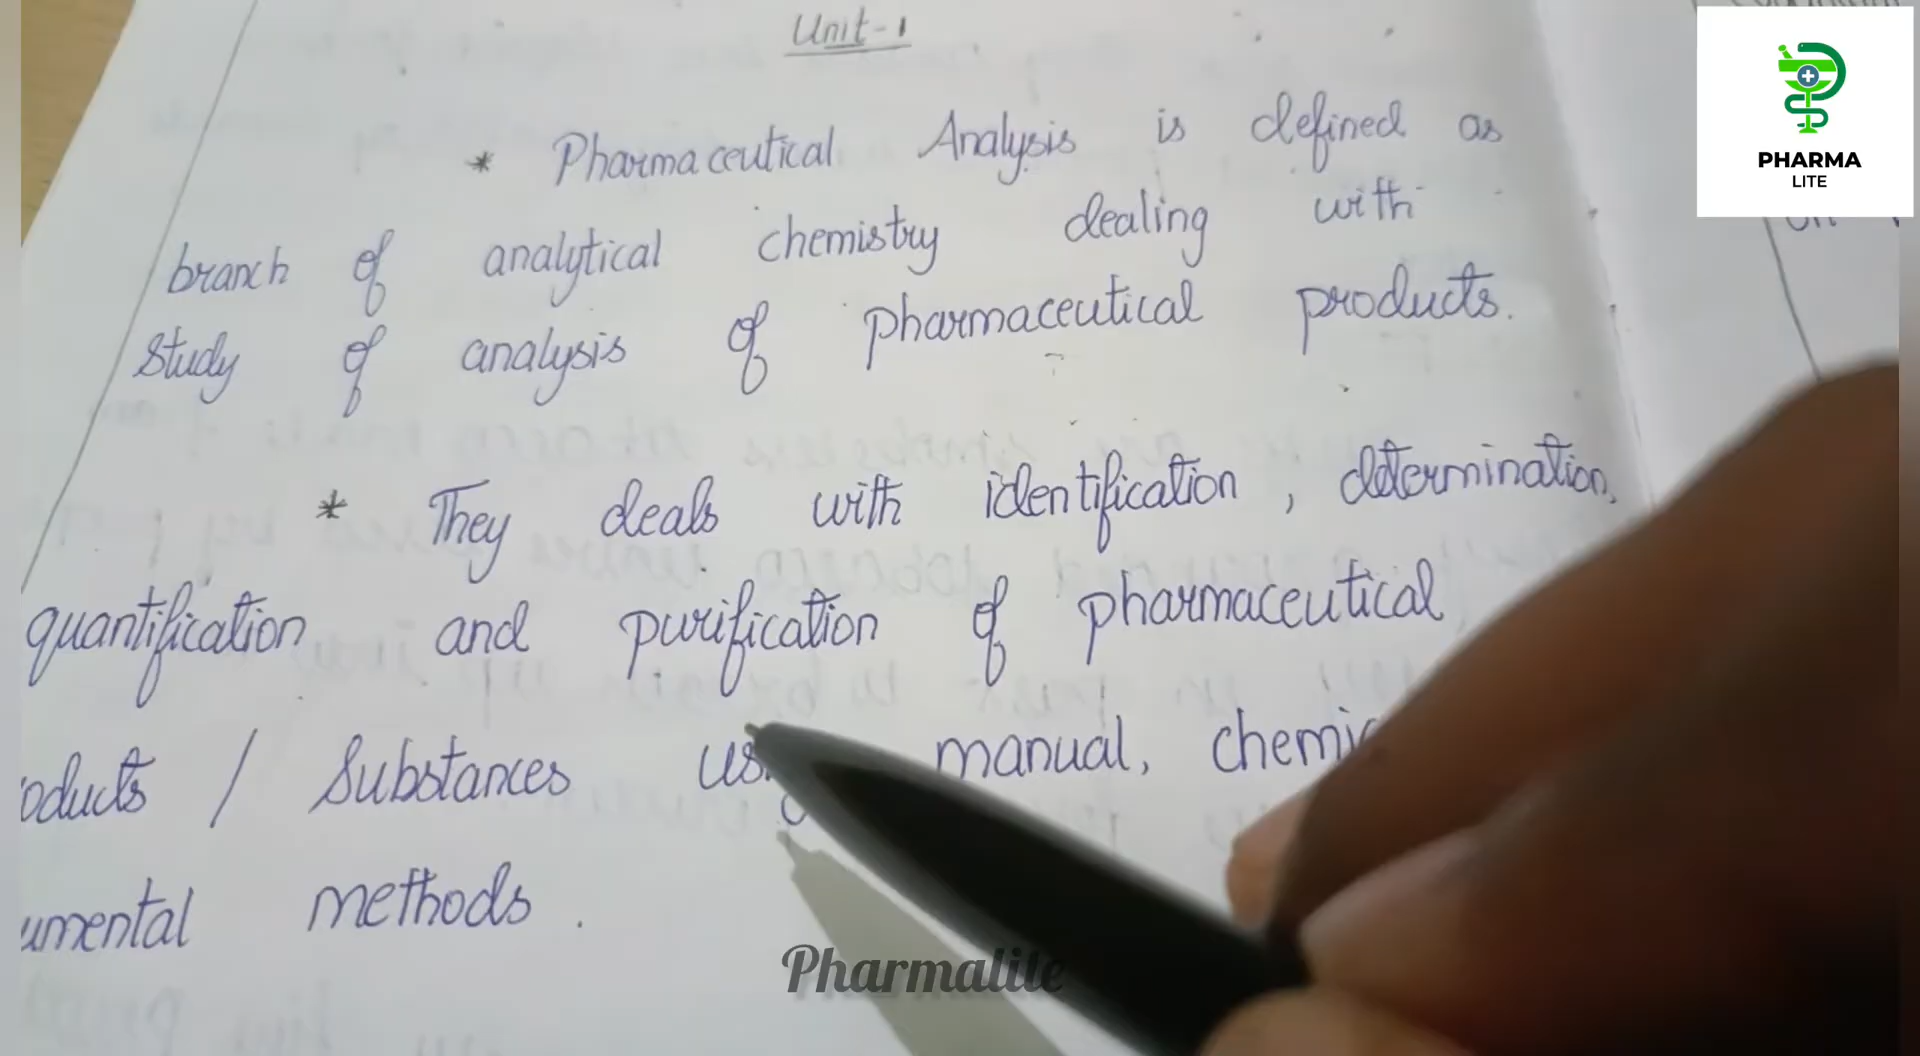 Unit-1
* Pharmaceutical Analysis is defined as
branch of analytical chemistry dealing with
study of analysis of pharmaceutical products.
* They deals with identification, determination,
quantification and purification of pharmaceutical
oducts / Substances manual, chemic
umental methods.
PHARMA
LITE
Pharmalite